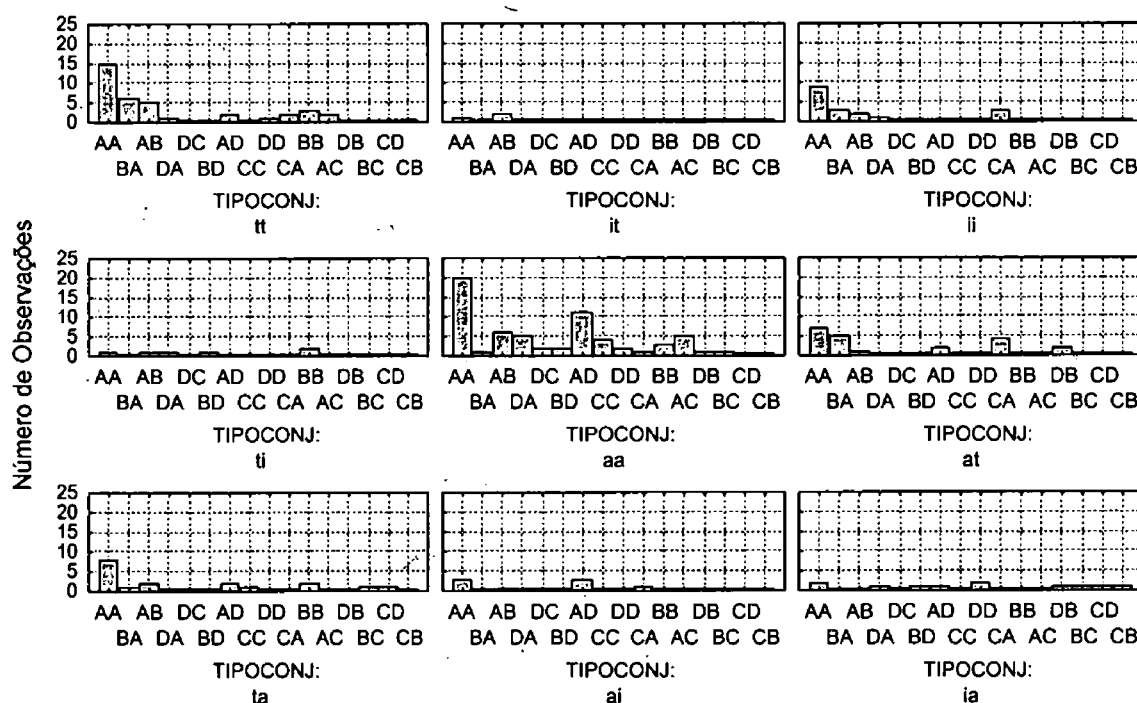 25
20
15
10
5
0
AA AB DC AD DD BB DB CD
BA DA BD CC CA AC BC CB
TIPOCONJ:
tt
AA AB DC AD DD BB DB CD
BA DA BD CC CA AC BC CB
TIPOCONJ:
it
25
20
15
10
5
0
AA AB DC AD DD BB DB CD
BA DA BD CC CA AC BC CB
TIPOCONJ:
ii
Número de Observações
25
20
15
10
5
0
AA AB DC AD DD BB DB CD
BA DA BD CC CA AC BC CB
TIPOCONJ:
ti
AA AB DC AD DD BB DB CD
BA DA BD CC CA AC BC CB
TIPOCONJ:
aa
AA AB DC AD DD BB DB CD
BA DA BD CC CA AC BC CB
TIPOCONJ:
at
25
20
15
10
5
0
AA AB DC AD DD BB DB CD
BA DA BD CC CA AC BC CB
TIPOCONJ:
ta
AA AB DC AD DD BB DB CD
BA DA BD CC CA AC BC CB
TIPOCONJ:
ai
AA AB DC AD DD BB DB CD
BA DA BD CC CA AC BC CB
TIPOCONJ:
ia